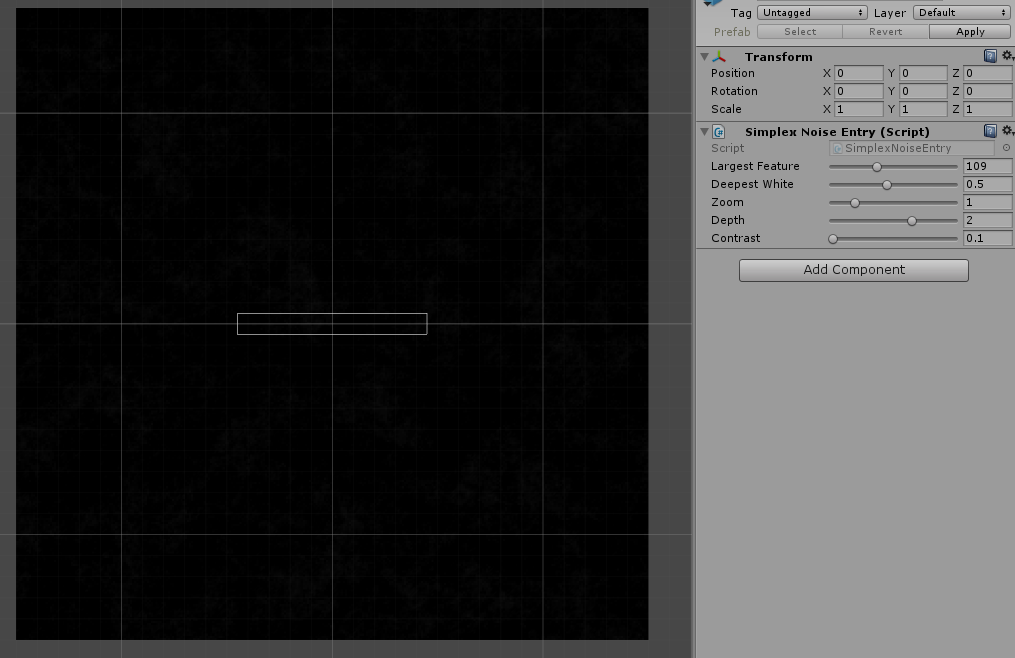 Tag Untagged Layer Default
Prefab Select Revert Apply
Transform
Position X 0 Y 0 Z 0
Rotation X 0 Y 0 Z 0
Scale X 1 Y 1 Z 1
Simplex Noise Entry (Script)
Script SimplexNoiseEntry
Largest Feature 109
Deepest White 0.5
Zoom 1
Depth 2
Contrast 0.1
Add Component